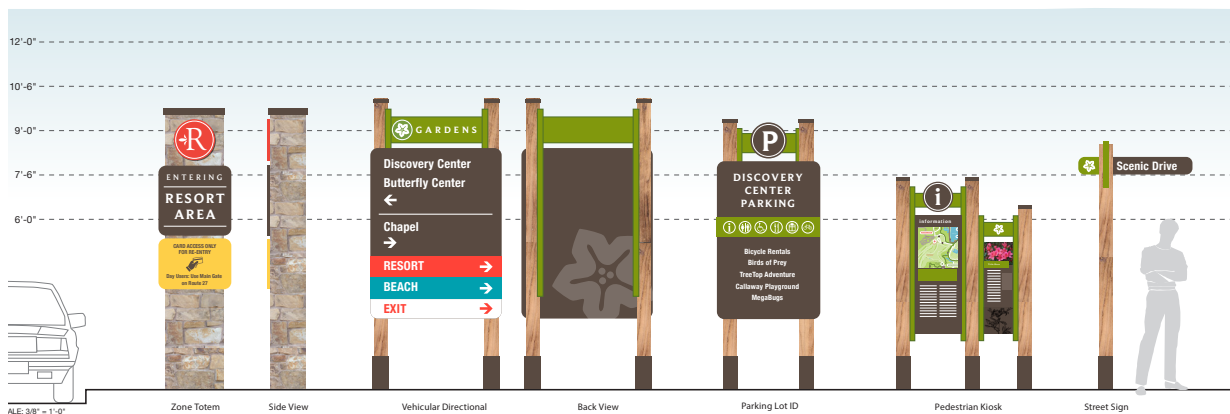 12'-0"
10'-6"
9'-0"
7'-6"
6'-0"
R
ENTERING
RESORT
AREA
CARD ACCESS ONLY
FOR RE-ENTRY
Day Users: Use Main Gate
on Route 27
GARDENS
Discovery Center
Butterfly Center
←
Chapel
→
RESORT →
BEACH →
EXIT →
P
DISCOVERY
CENTER
PARKING
Bicycle Rentals
Birds of Prey
TreeTop Adventure
Callaway Playground
MegaBugs
i
information
Scenic Drive
ALE: 3/8" = 1'-0"
Zone Totem
Side View
Vehicular Directional
Back View
Parking Lot ID
Pedestrian Kiosk
Street Sign